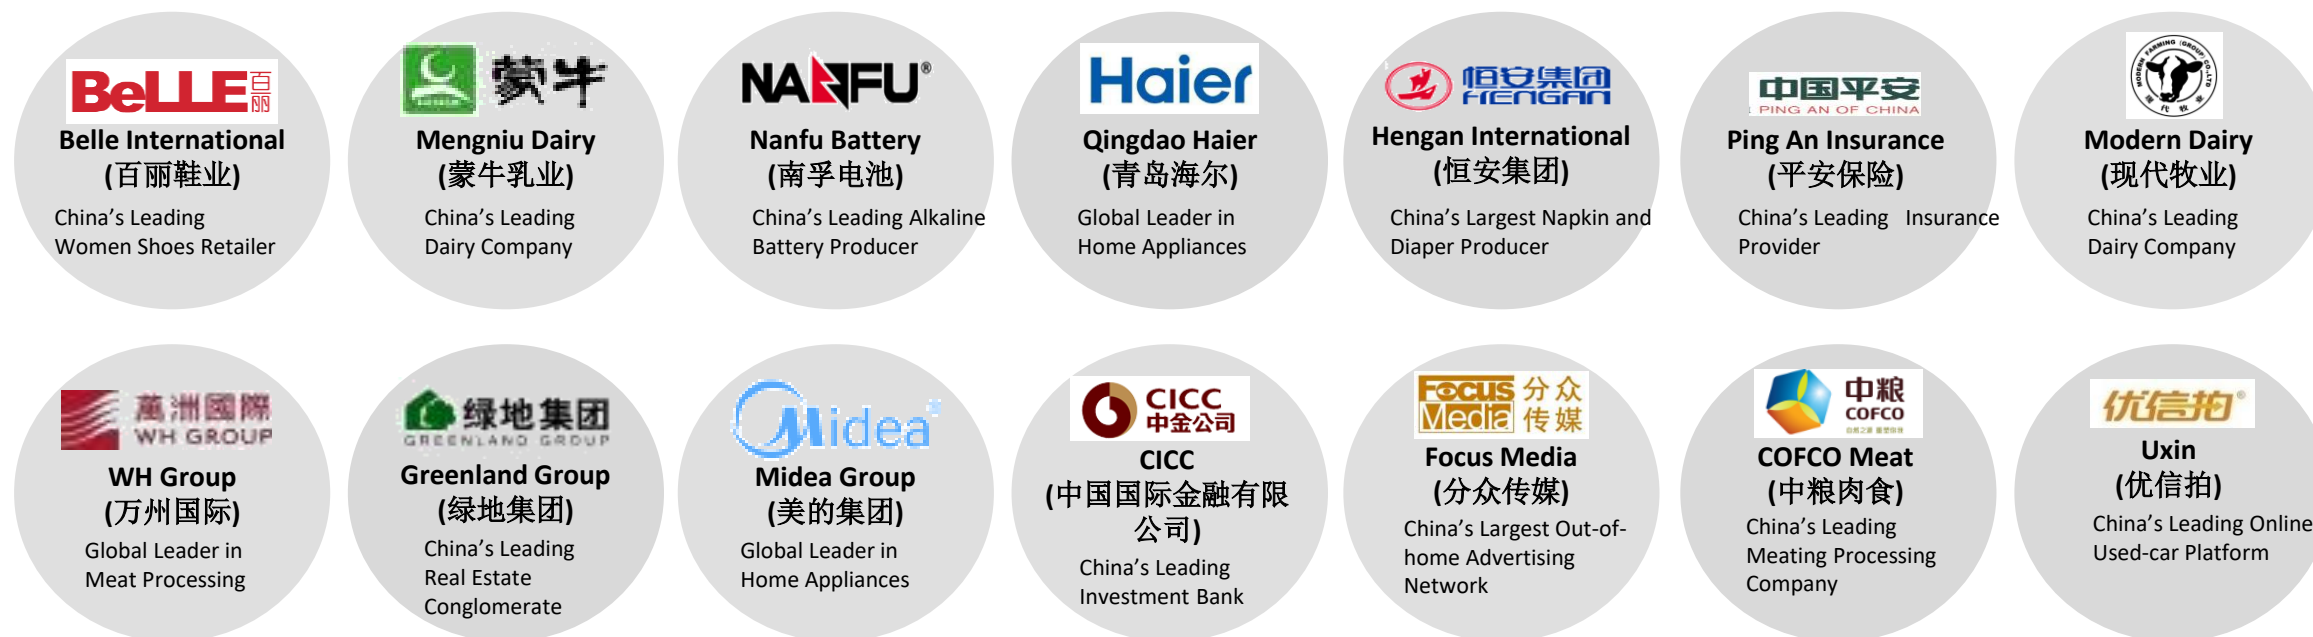 BeLLE 百丽
Belle International
(百丽鞋业)
China's Leading
Women Shoes Retailer
蒙牛
Mengniu Dairy
(蒙牛乳业)
China's Leading
Dairy Company
NANFU®
Nanfu Battery
(南孚电池)
China's Leading Alkaline
Battery Producer
Haier
Qingdao Haier
(青岛海尔)
Global Leader in
Home Appliances
恒安集团
HENGAN
Hengan International
(恒安集团)
China's Largest Napkin and
Diaper Producer
中国平安
PING AN OF CHINA
Ping An Insurance
(平安保险)
China's Leading Insurance
Provider
MODERN FARMING (GROUP) CO., LTD
现代牧业
Modern Dairy
(现代牧业)
China's Leading
Dairy Company
萬洲國際
WH GROUP
WH Group
(万州国际)
Global Leader in
Meat Processing
绿地集团
GREENLAND GROUP
Greenland Group
(绿地集团)
China's Leading
Real Estate
Conglomerate
Midea
Midea Group
(美的集团)
Global Leader in
Home Appliances
CICC
中金公司
CICC
(中国国际金融有限
公司)
China's Leading
Investment Bank
Focus 分众
Media 传媒
Focus Media
(分众传媒)
China's Largest Out-of-
home Advertising
Network
中粮
COFCO
COFCO Meat
(中粮肉食)
China's Leading
Meating Processing
Company
优信拍®
Uxin
(优信拍)
China's Leading Online
Used-car Platform